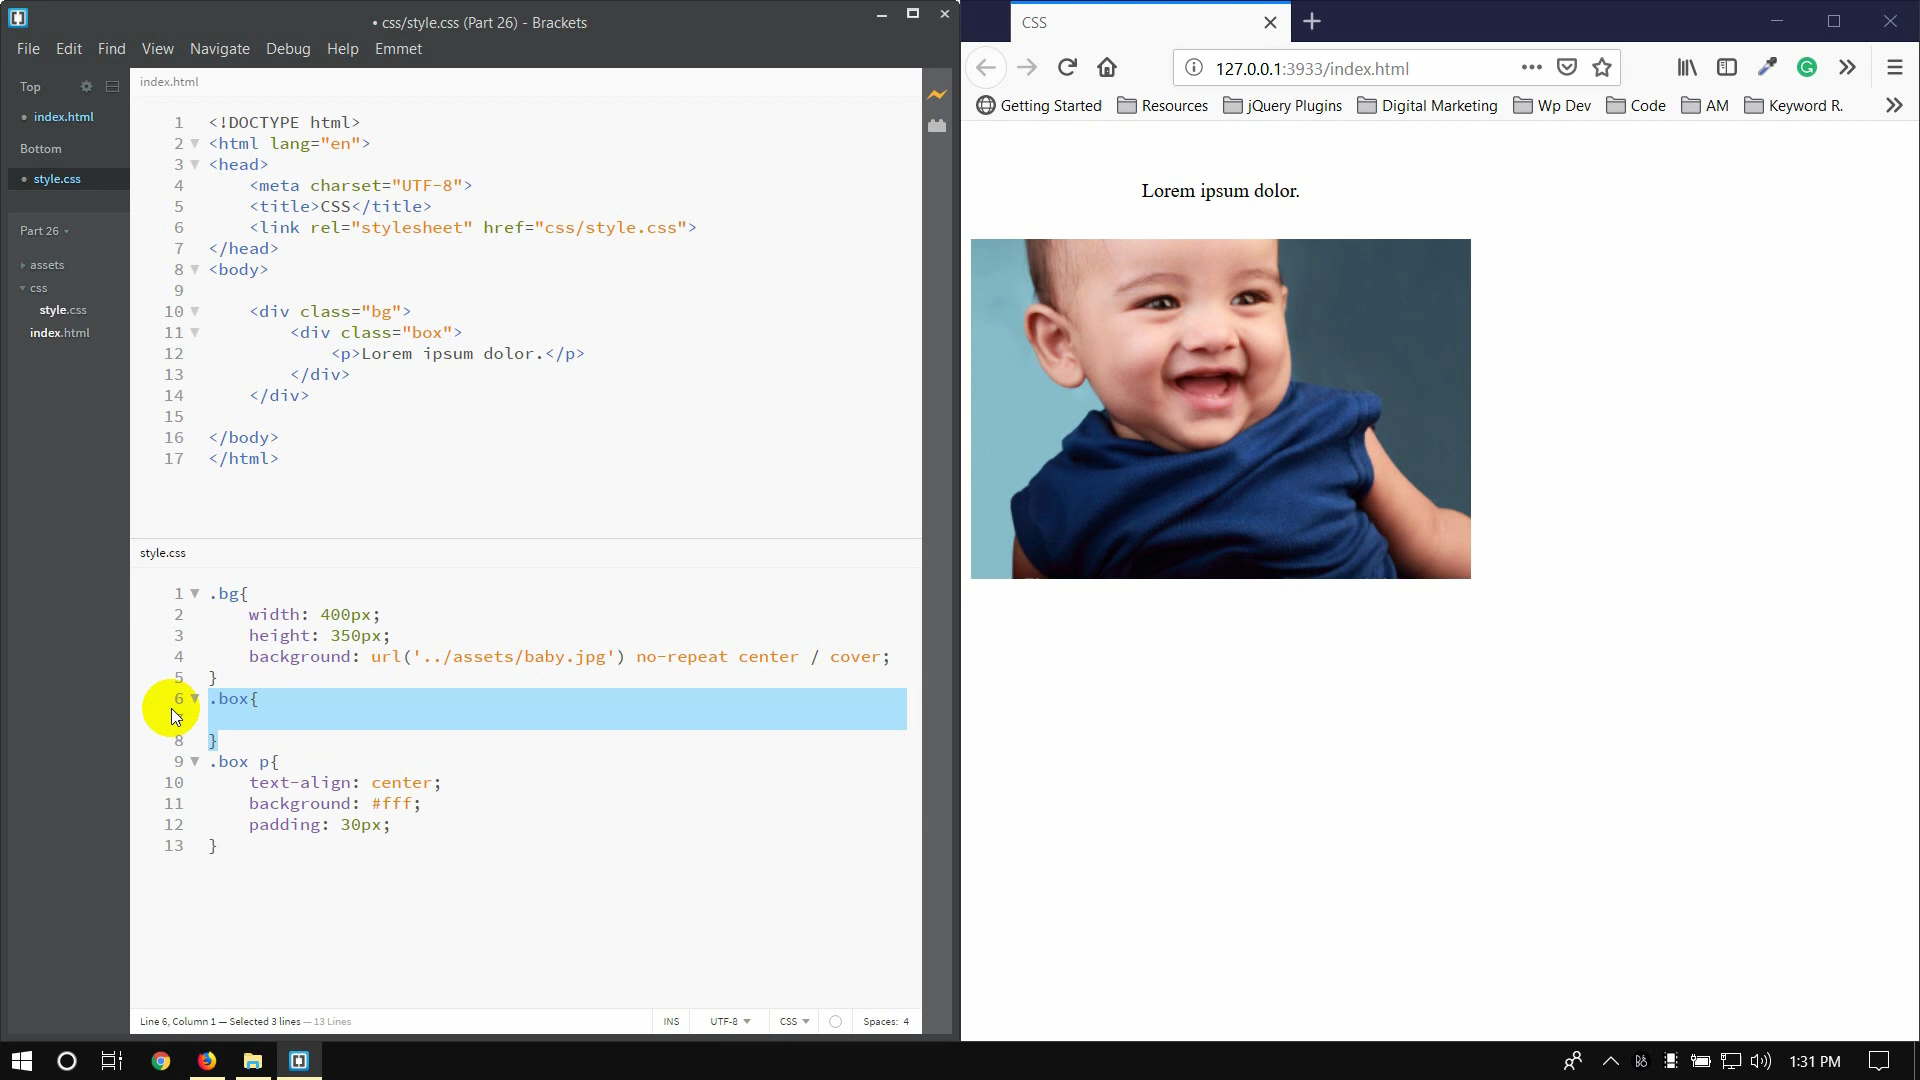 • css/style.css (Part 26) - Brackets
File Edit Find View Navigate Debug Help Emmet
Top
• index.html
Bottom
• style.css
Part 26
assets
css
style.css
index.html
index.html
1 <!DOCTYPE html>
2 <html lang="en">
3 <head>
4 <meta charset="UTF-8">
5 <title>CSS</title>
6 <link rel="stylesheet" href="css/style.css">
7 </head>
8 <body>
9
10 <div class="bg">
11 <div class="box">
12 <p>Lorem ipsum dolor.</p>
13 </div>
14 </div>
15
16 </body>
17 </html>
style.css
1 .bg{
2 width: 400px;
3 height: 350px;
4 background: url('../assets/baby.jpg') no-repeat center / cover;
5 }
6 .box{
8 }
9 .box p{
10 text-align: center;
11 background: #fff;
12 padding: 30px;
13 }
Line 6, Column 1 — Selected 3 lines — 13 Lines
INS UTF-8 CSS Spaces: 4
CSS
127.0.0.1:3933/index.html
Getting Started Resources jQuery Plugins Digital Marketing Wp Dev Code AM Keyword R.
Lorem ipsum dolor.
1:31 PM